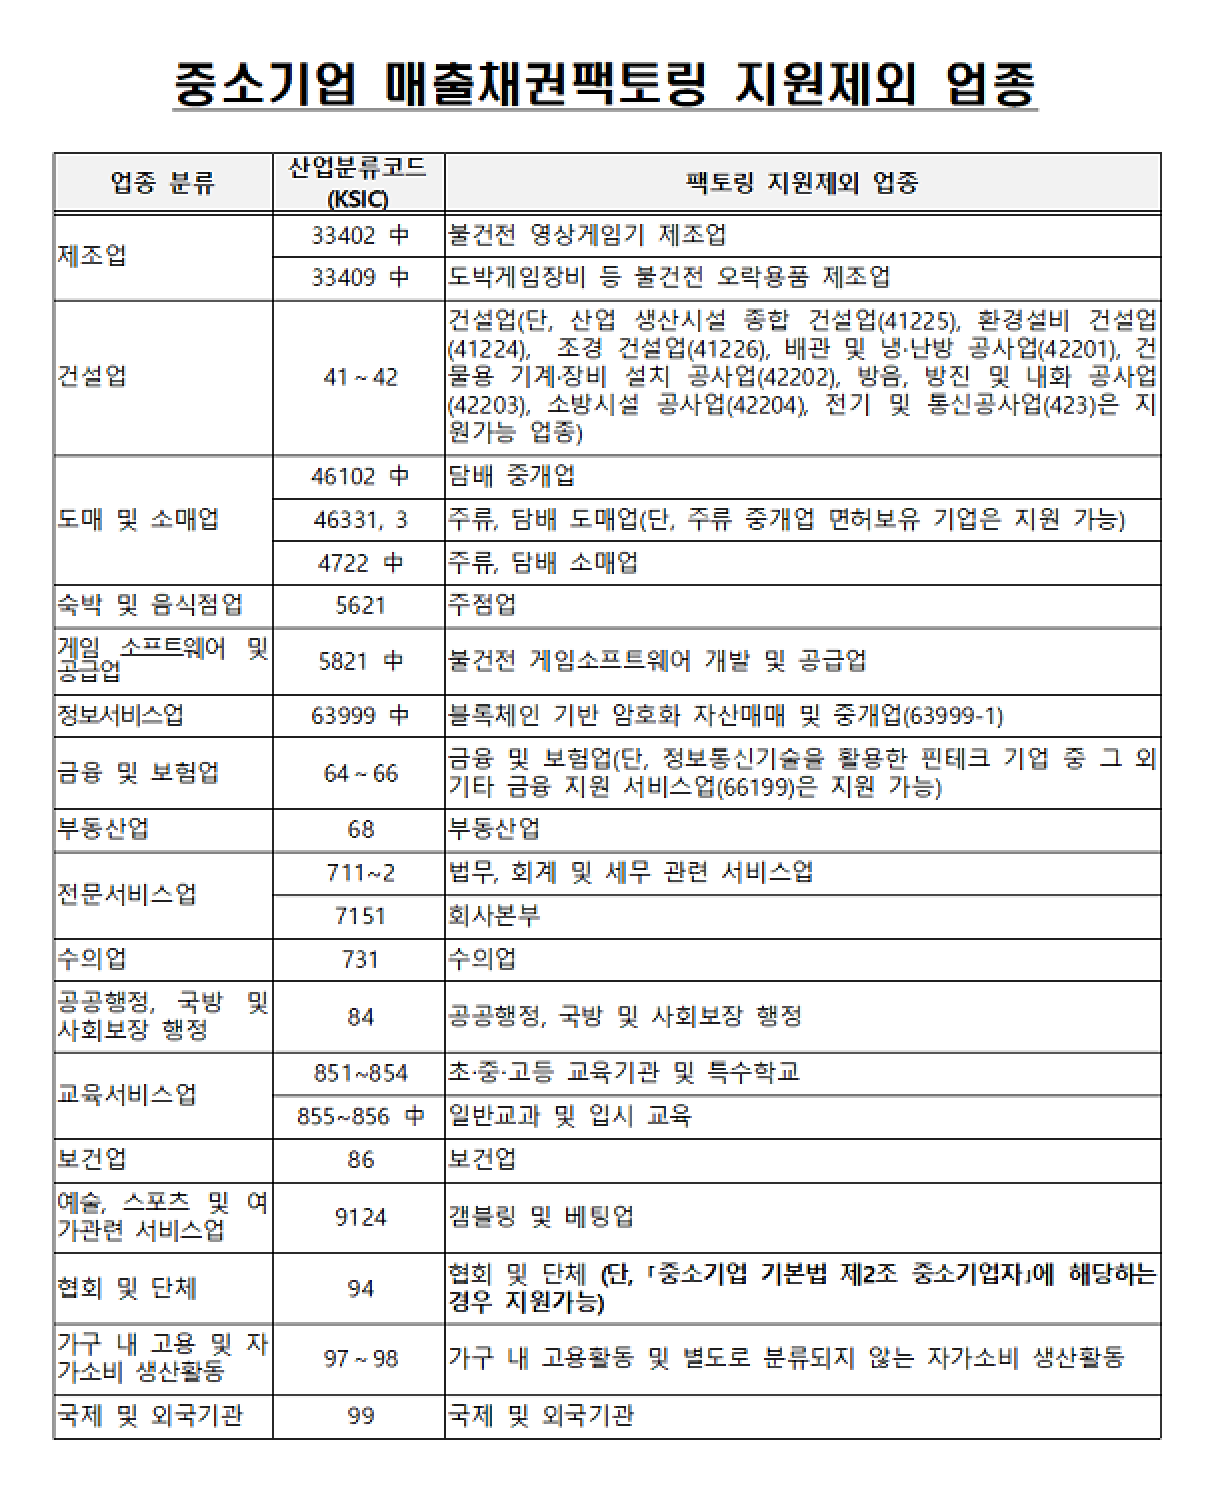 중소기업 매출채권팩토링 지원제외 업종
업종 분류
산업분류코드
(KSIC)
팩토링 지원제외 업종
제조업
33402 中
불건전 영상게임기 제조업
33409 中
도박게임장비 등 불건전 오락용품 제조업
건설업
41 ~ 42
건설업(단, 산업 생산시설 종합 건설업(41225), 환경설비 건설업
(41224), 조경 건설업(41226), 배관 및 냉·난방 공사업(42201), 건
물용 기계·장비 설치 공사업(42202), 방음, 방진 및 내화 공사업
(42203), 소방시설 공사업(42204), 전기 및 통신공사업(423)은 지
원가능 업종)
도매 및 소매업
46102 中
담배 중개업
46331, 3
주류, 담배 도매업(단, 주류 중개업 면허보유 기업은 지원 가능)
4722 中
주류, 담배 소매업
숙박 및 음식점업
5621
주점업
게임 소프트웨어 및
공급업
5821 中
불건전 게임소프트웨어 개발 및 공급업
정보서비스업
63999 中
블록체인 기반 암호화 자산매매 및 중개업(63999-1)
금융 및 보험업
64 ~ 66
금융 및 보험업(단, 정보통신기술을 활용한 핀테크 기업 중 그 외
기타 금융 지원 서비스업(66199)은 지원 가능)
부동산업
68
부동산업
전문서비스업
711~2
법무, 회계 및 세무 관련 서비스업
7151
회사본부
수의업
731
수의업
공공행정, 국방 및
사회보장 행정
84
공공행정, 국방 및 사회보장 행정
교육서비스업
851~854
초·중·고등 교육기관 및 특수학교
855~856 中
일반교과 및 입시 교육
보건업
86
보건업
예술, 스포츠 및 여
가관련 서비스업
9124
갬블링 및 베팅업
협회 및 단체
94
협회 및 단체 (단, 「중소기업 기본법 제2조 중소기업자」에 해당하는
경우 지원가능)
가구 내 고용 및 자
가소비 생산활동
97 ~ 98
가구 내 고용활동 및 별도로 분류되지 않는 자가소비 생산활동
국제 및 외국기관
99
국제 및 외국기관